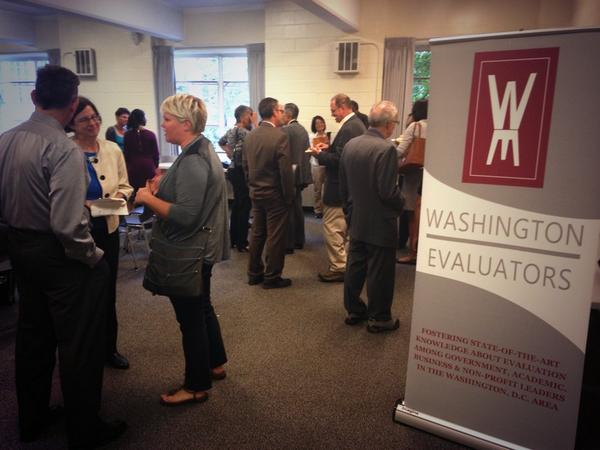 WE
WASHINGTON
EVALUATORS
FOSTERING STATE-OF-THE-ART
KNOWLEDGE ABOUT EVALUATION
AMONG GOVERNMENT, ACADEMIC,
BUSINESS & NON-PROFIT LEADERS
IN THE WASHINGTON, D.C. AREA